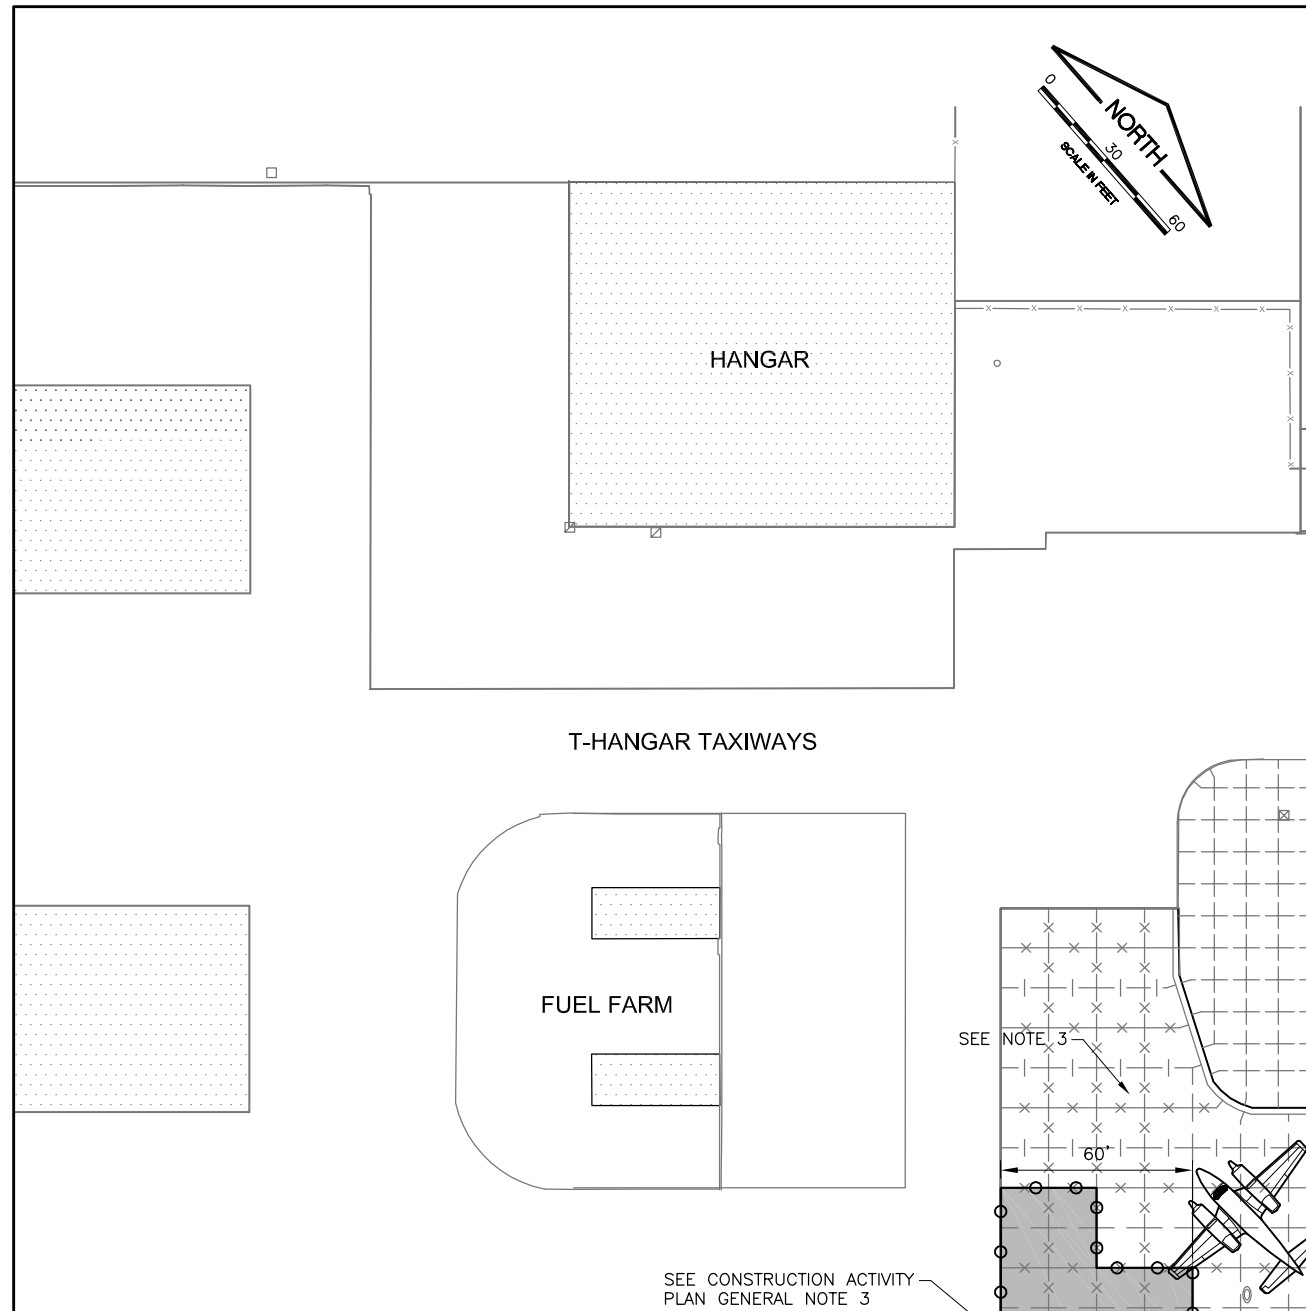 0
NORTH
30
SCALE IN FEET
60
HANGAR
T-HANGAR TAXIWAYS
FUEL FARM
SEE NOTE 3
60'
SEE CONSTRUCTION ACTIVITY
PLAN GENERAL NOTE 3